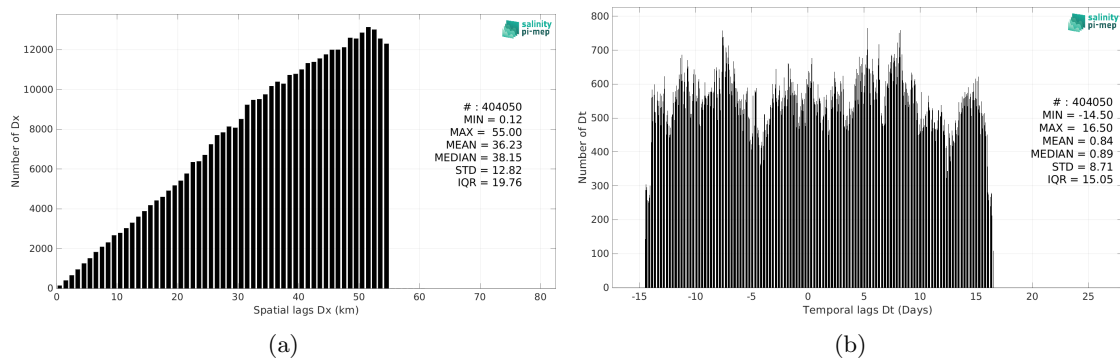 12000
10000
8000
6000
4000
2000
0
Number of Dx
0 10 20 30 40 50 60 70 80
Spatial lags Dx (km)
salinity
pi-mep
# : 404050
MIN = 0.12
MAX = 55.00
MEAN = 36.23
MEDIAN = 38.15
STD = 12.82
IQR = 19.76
(a)
800
700
600
500
400
300
200
100
0
Number of Dt
-15 -10 -5 0 5 10 15 20 25
Temporal lags Dt (Days)
salinity
pi-mep
# : 404050
MIN = -14.50
MAX = 16.50
MEAN = 0.84
MEDIAN = 0.89
STD = 8.71
IQR = 15.05
(b)